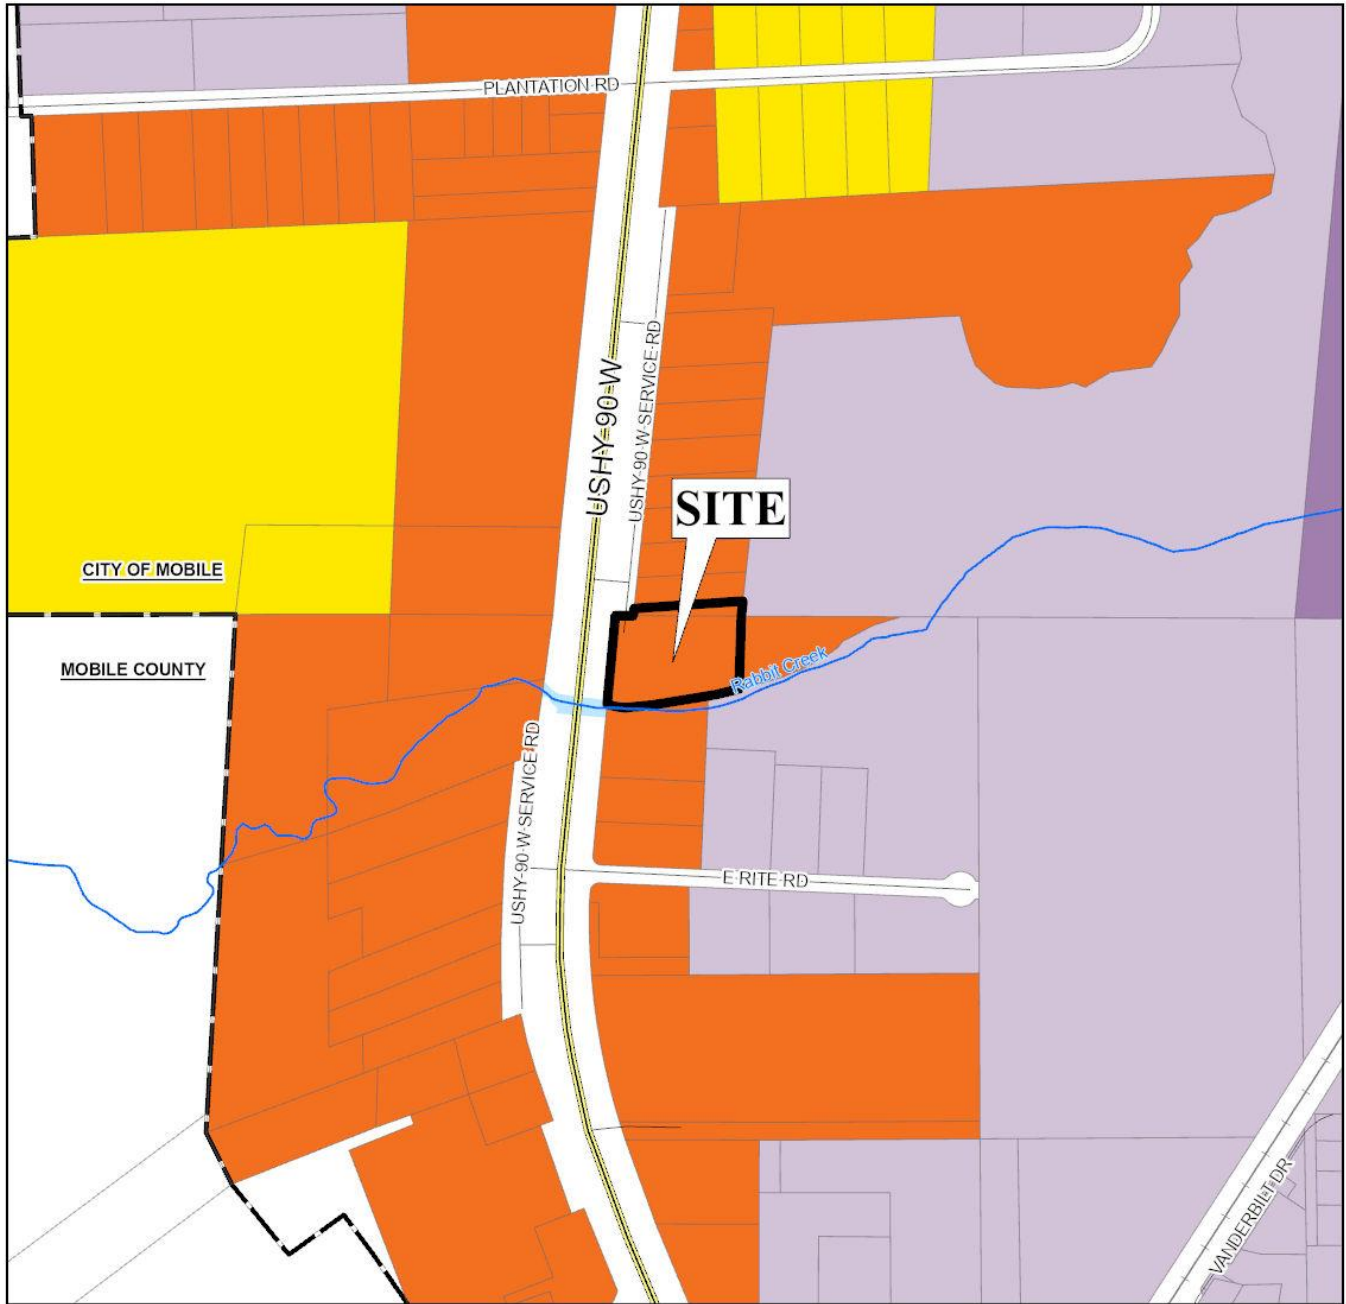 PLANTATION RD
USHY-90-W
USHY-90-W-SERVICE-RD
SITE
CITY OF MOBILE
MOBILE COUNTY
Rabbit Creek
USHY-90-W-SERVICE-RD
E RITE RD
VANDERBILT DR